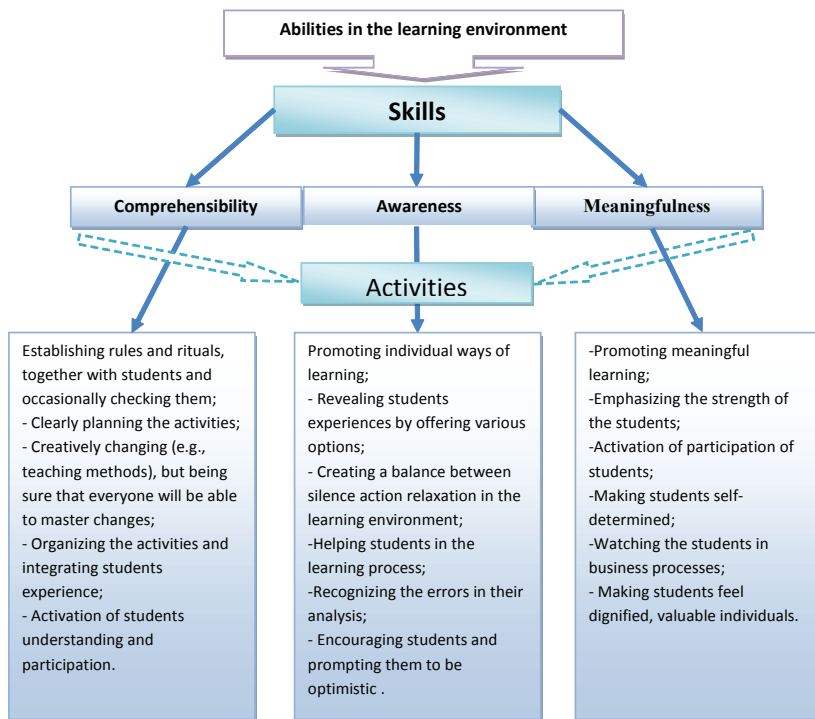 Abilities in the learning environment
Skills
Comprehensibility
Awareness
Meaningfulness
Activities
Establishing rules and rituals,
together with students and
occasionally checking them;
- Clearly planning the activities;
- Creatively changing (e.g.,
teaching methods), but being
sure that everyone will be able
to master changes;
- Organizing the activities and
integrating students
experience;
- Activation of students
understanding and
participation.
Promoting individual ways of
learning;
- Revealing students
experiences by offering various
options;
- Creating a balance between
silence action relaxation in the
learning environment;
-Helping students in the
learning process;
-Recognizing the errors in their
analysis;
- Encouraging students and
prompting them to be
optimistic .
-Promoting meaningful
learning;
-Emphasizing the strength of
the students;
-Activation of participation of
students;
-Making students self-
determined;
-Watching the students in
business processes;
- Making students feel
dignified, valuable individuals.